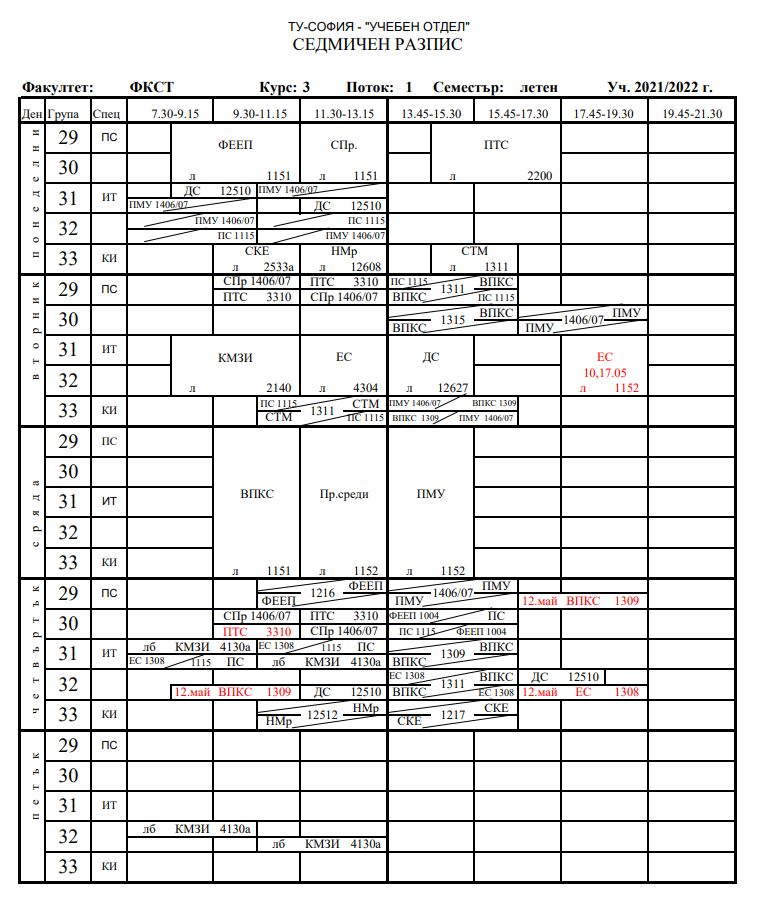 ТУ-СОФИЯ - "УЧЕБЕН ОТДЕЛ"
СЕДМИЧЕН РАЗПИС
Факултет: ФКСТ Курс: 3 Поток: 1 Семестър: летен Уч. 2021/2022 г.
Ден Група Спец 7.30-9.15 9.30-11.15 11.30-13.15 13.45-15.30 15.45-17.30 17.45-19.30 19.45-21.30
понеделник
29 ПС ФЕЕП СПр. ПТС
30 л 1151 л 1151 л 2200
31 ИТ ДС 12510 ПМУ 1406/07
ПМУ 1406/07 ДС 12510
32 ПМУ 1406/07 ПС 1115
ПС 1115 ПМУ 1406/07
33 КИ СКЕ НМр СТМ
л 2533а л 12608 л 1311
вторник
29 ПС СПр 1406/07 ПТС 3310 ПС 1115 1311 ВПКС
ПТС 3310 СПр 1406/07 ВПКС ПС 1115
30 1315 ВПКС 1406/07 ПМУ
ВПКС ПМУ
31 ИТ КМЗИ ЕС ДС ЕС
32 10,17.05
л 2140 л 4304 л 12627 л 1152
33 КИ ПС 1115 1311 СТМ ПМУ 1406/07 ВПКС 1309
СТМ ПС 1115 ВПКС 1309 ПМУ 1406/07
сряда
29 ПС
30
31 ИТ ВПКС Пр.среди ПМУ
32
33 КИ л 1151 л 1152 л 1152
четвъртък
29 ПС 1216 ФЕЕП 1406/07 ПМУ
ФЕЕП ПМУ 12.май ВПКС 1309
30 СПр 1406/07 ПТС 3310 ФЕЕП 1004 ПС
ПТС 3310 СПр 1406/07 ПС 1115 ФЕЕП 1004
31 ИТ лб КМЗИ 4130а ЕС 1308 1115 ПС 1309 ВПКС
ЕС 1308 1115 ПС лб КМЗИ 4130а ВПКС
32 ЕС 1308 1311 ВПКС ДС 12510
12.май ВПКС 1309 ДС 12510 ВПКС ЕС 1308 12.май ЕС 1308
33 КИ 12512 НМр 1217 СКЕ
НМр СКЕ
петък
29 ПС
30
31 ИТ
32 лб КМЗИ 4130а
лб КМЗИ 4130а
33 КИ